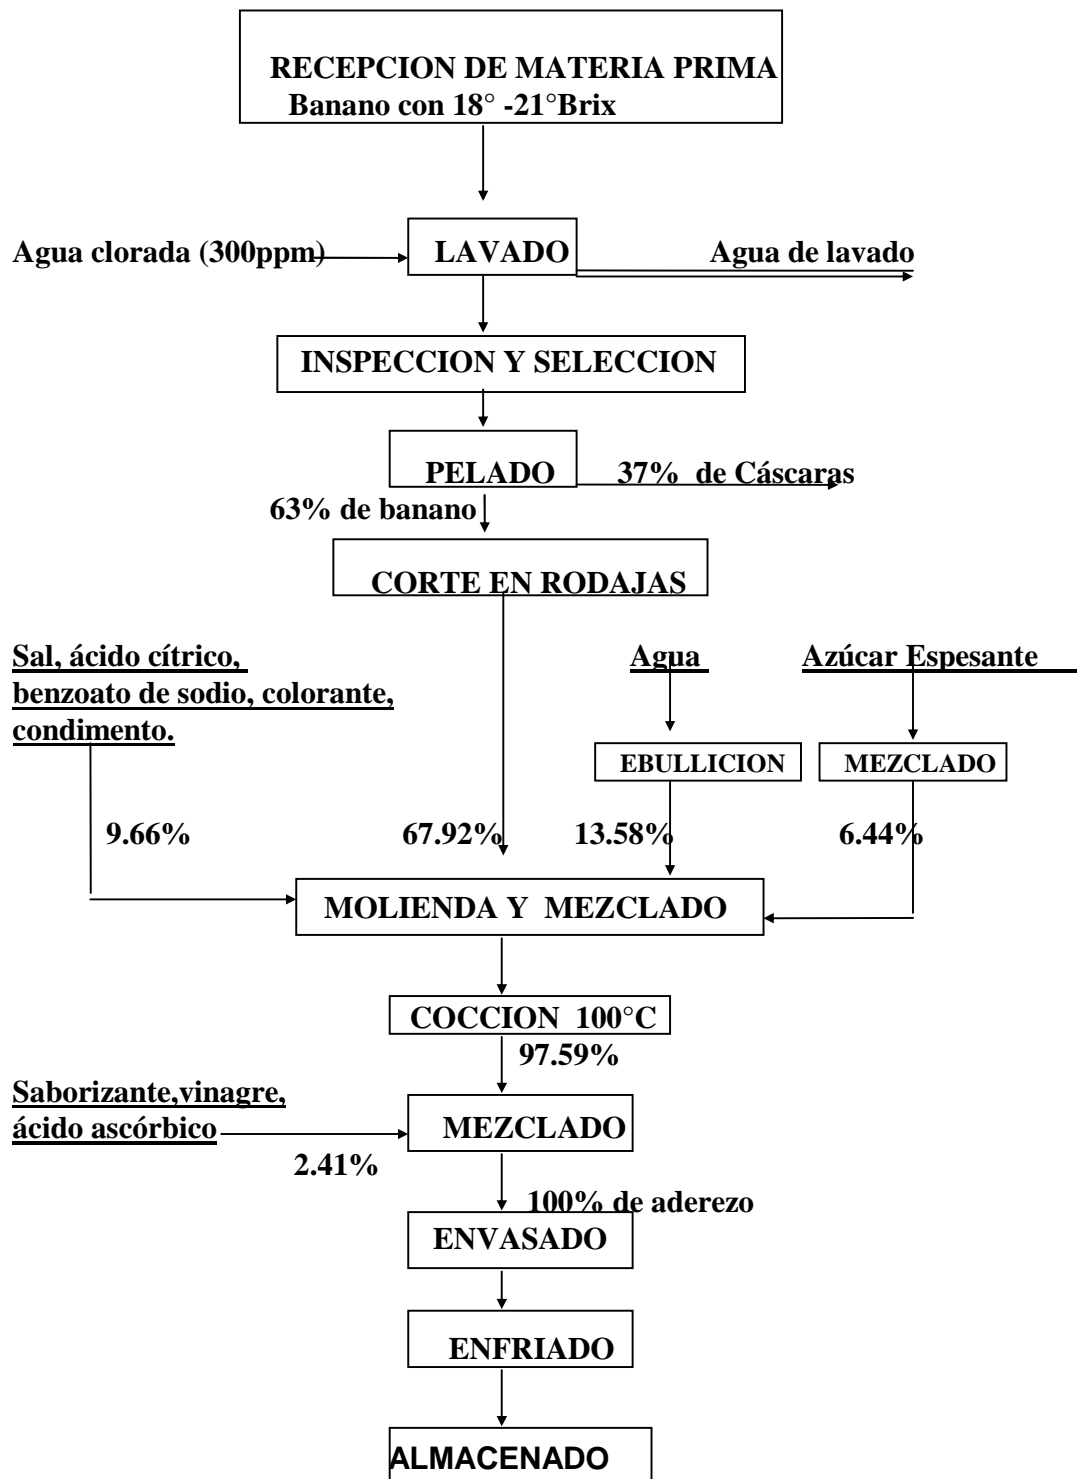 RECEPCION DE MATERIA PRIMA
Banano con 18° -21°Brix
Agua clorada (300ppm)
LAVADO
Agua de lavado
INSPECCION Y SELECCION
PELADO
37% de Cáscaras
63% de banano
CORTE EN RODAJAS
Sal, ácido cítrico,
benzoato de sodio, colorante,
condimento.
Agua
Azúcar Espesante
EBULLICION
MEZCLADO
9.66%
67.92%
13.58%
6.44%
MOLIENDA Y MEZCLADO
COCCION 100°C
97.59%
Saborizante,vinagre,
ácido ascórbico
MEZCLADO
2.41%
100% de aderezo
ENVASADO
ENFRIADO
ALMACENADO